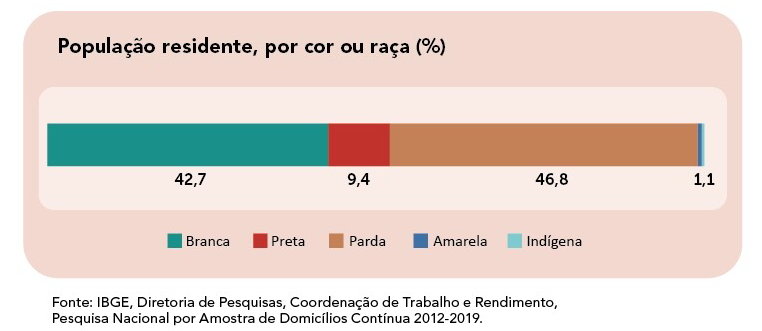 População residente, por cor ou raça (%)
42,7 9,4 46,8 1,1
Branca Preta Parda Amarela Indígena
Fonte: IBGE, Diretoria de Pesquisas, Coordenação de Trabalho e Rendimento,
Pesquisa Nacional por Amostra de Domicílios Contínua 2012-2019.